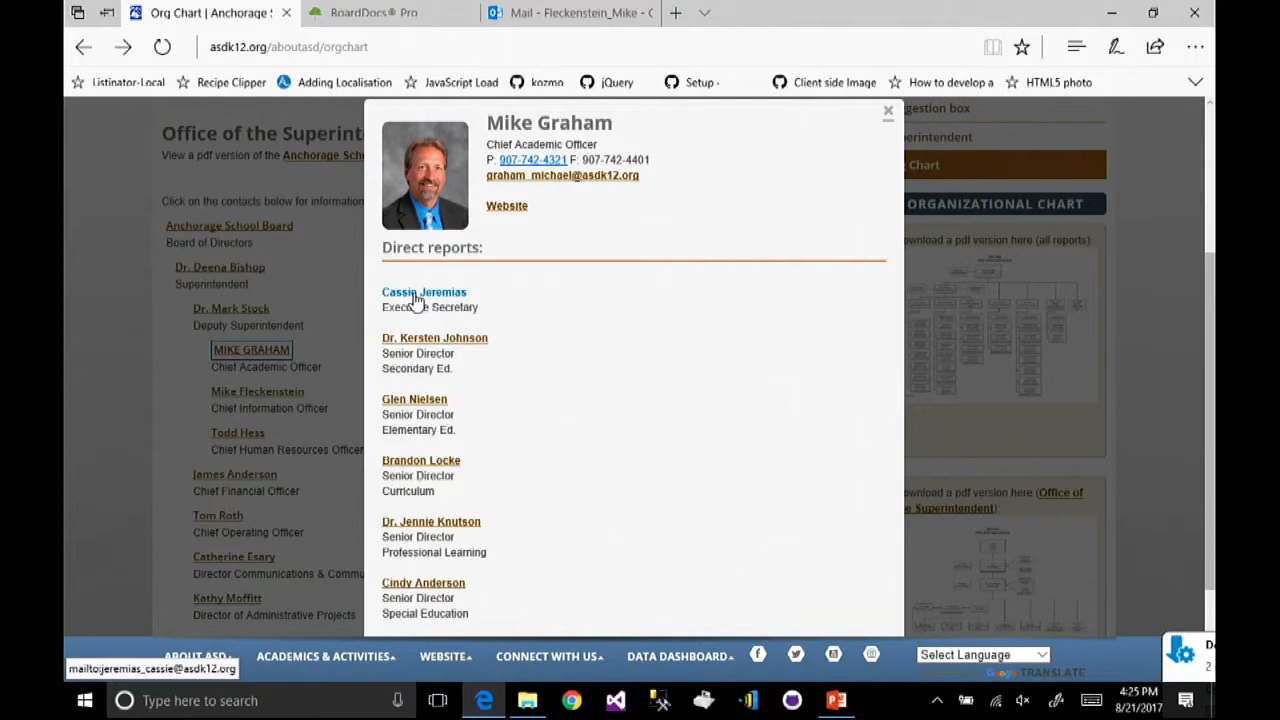 Org Chart | Anchorage S
BoardDocs® Pro
Mail - Fleckenstein_Mike - C
asdk12.org/aboutasd/orgchart
Listinator-Local
Recipe Clipper
Adding Localisation
JavaScript Load
kozmo
jQuery
Setup ·
Client side Image
How to develop a
HTML5 photo
Office of the Superint
View a pdf version of the Anchorage Scho
Click on the contacts below for information
Anchorage School Board
Board of Directors
Dr. Deena Bishop
Superintendent
Dr. Mark Stock
Deputy Superintendent
MIKE GRAHAM
Chief Academic Officer
Mike Fleckenstein
Chief Information Officer
Todd Hess
Chief Human Resources Officer
James Anderson
Chief Financial Officer
Tom Roth
Chief Operating Officer
Catherine Esary
Director Communications & Commu
Kathy Moffitt
Director of Administrative Projects
Mike Graham
Chief Academic Officer
P: 907-742-4321 F: 907-742-4401
graham_michael@asdk12.org
Website
Direct reports:
Cassie Jeremias
Executive Secretary
Dr. Kersten Johnson
Senior Director
Secondary Ed.
Glen Nielsen
Senior Director
Elementary Ed.
Brandon Locke
Senior Director
Curriculum
Dr. Jennie Knutson
Senior Director
Professional Learning
Cindy Anderson
Senior Director
Special Education
ggestion box
perintendent
g Chart
ORGANIZATIONAL CHART
ownload a pdf version here (all reports)
ownload a pdf version here (Office of
e Superintendent):
ABOUT ASD
ACADEMICS & ACTIVITIES
WEBSITE
CONNECT WITH US
DATA DASHBOARD
Select Language
Google TRANSLATE
mailto:jeremias_cassie@asdk12.org
Type here to search
4:25 PM
8/21/2017